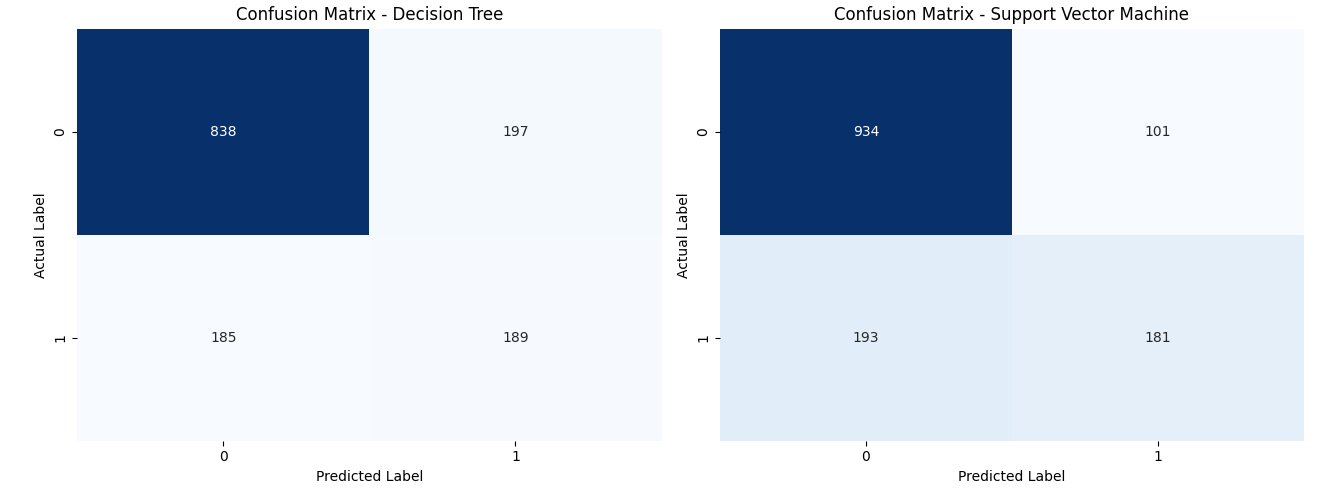 Confusion Matrix - Decision Tree
Actual Label
0
1
838
197
185
189
0
1
Predicted Label
Confusion Matrix - Support Vector Machine
Actual Label
0
1
934
101
193
181
0
1
Predicted Label